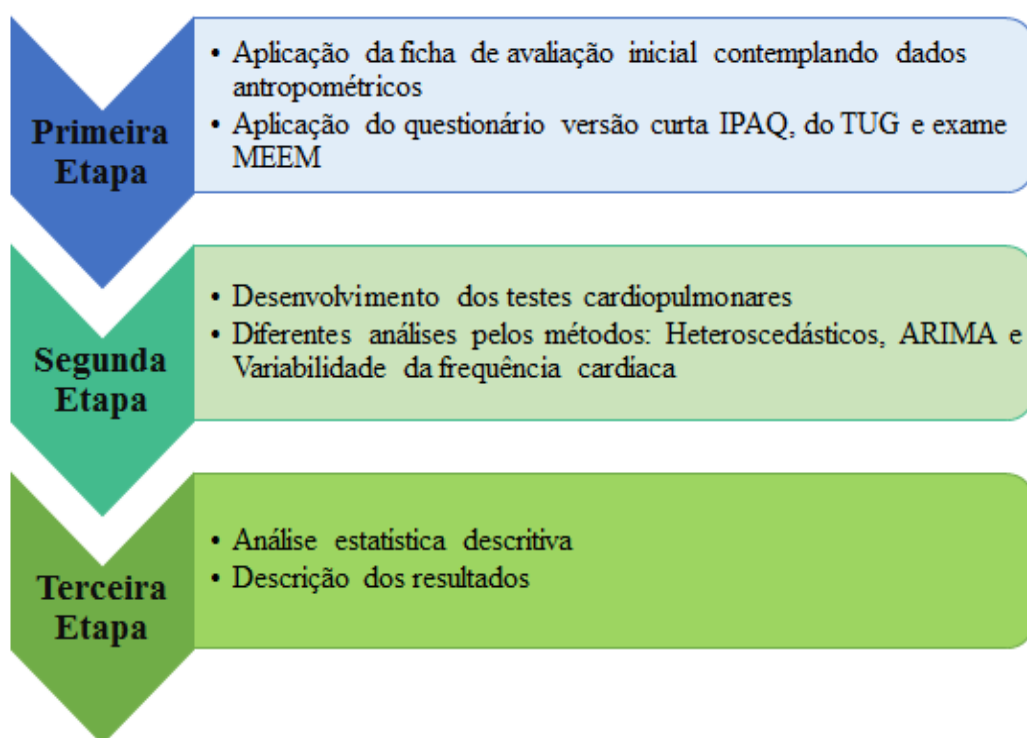 Primeira
Etapa
• Aplicação da ficha de avaliação inicial contemplando dados
antropométricos
• Aplicação do questionário versão curta IPAQ, do TUG e exame
MEEM
Segunda
Etapa
• Desenvolvimento dos testes cardiopulmonares
• Diferentes análises pelos métodos: Heteroscedásticos, ARIMA e
Variabilidade da frequência cardíaca
Terceira
Etapa
• Análise estatística descritiva
• Descrição dos resultados